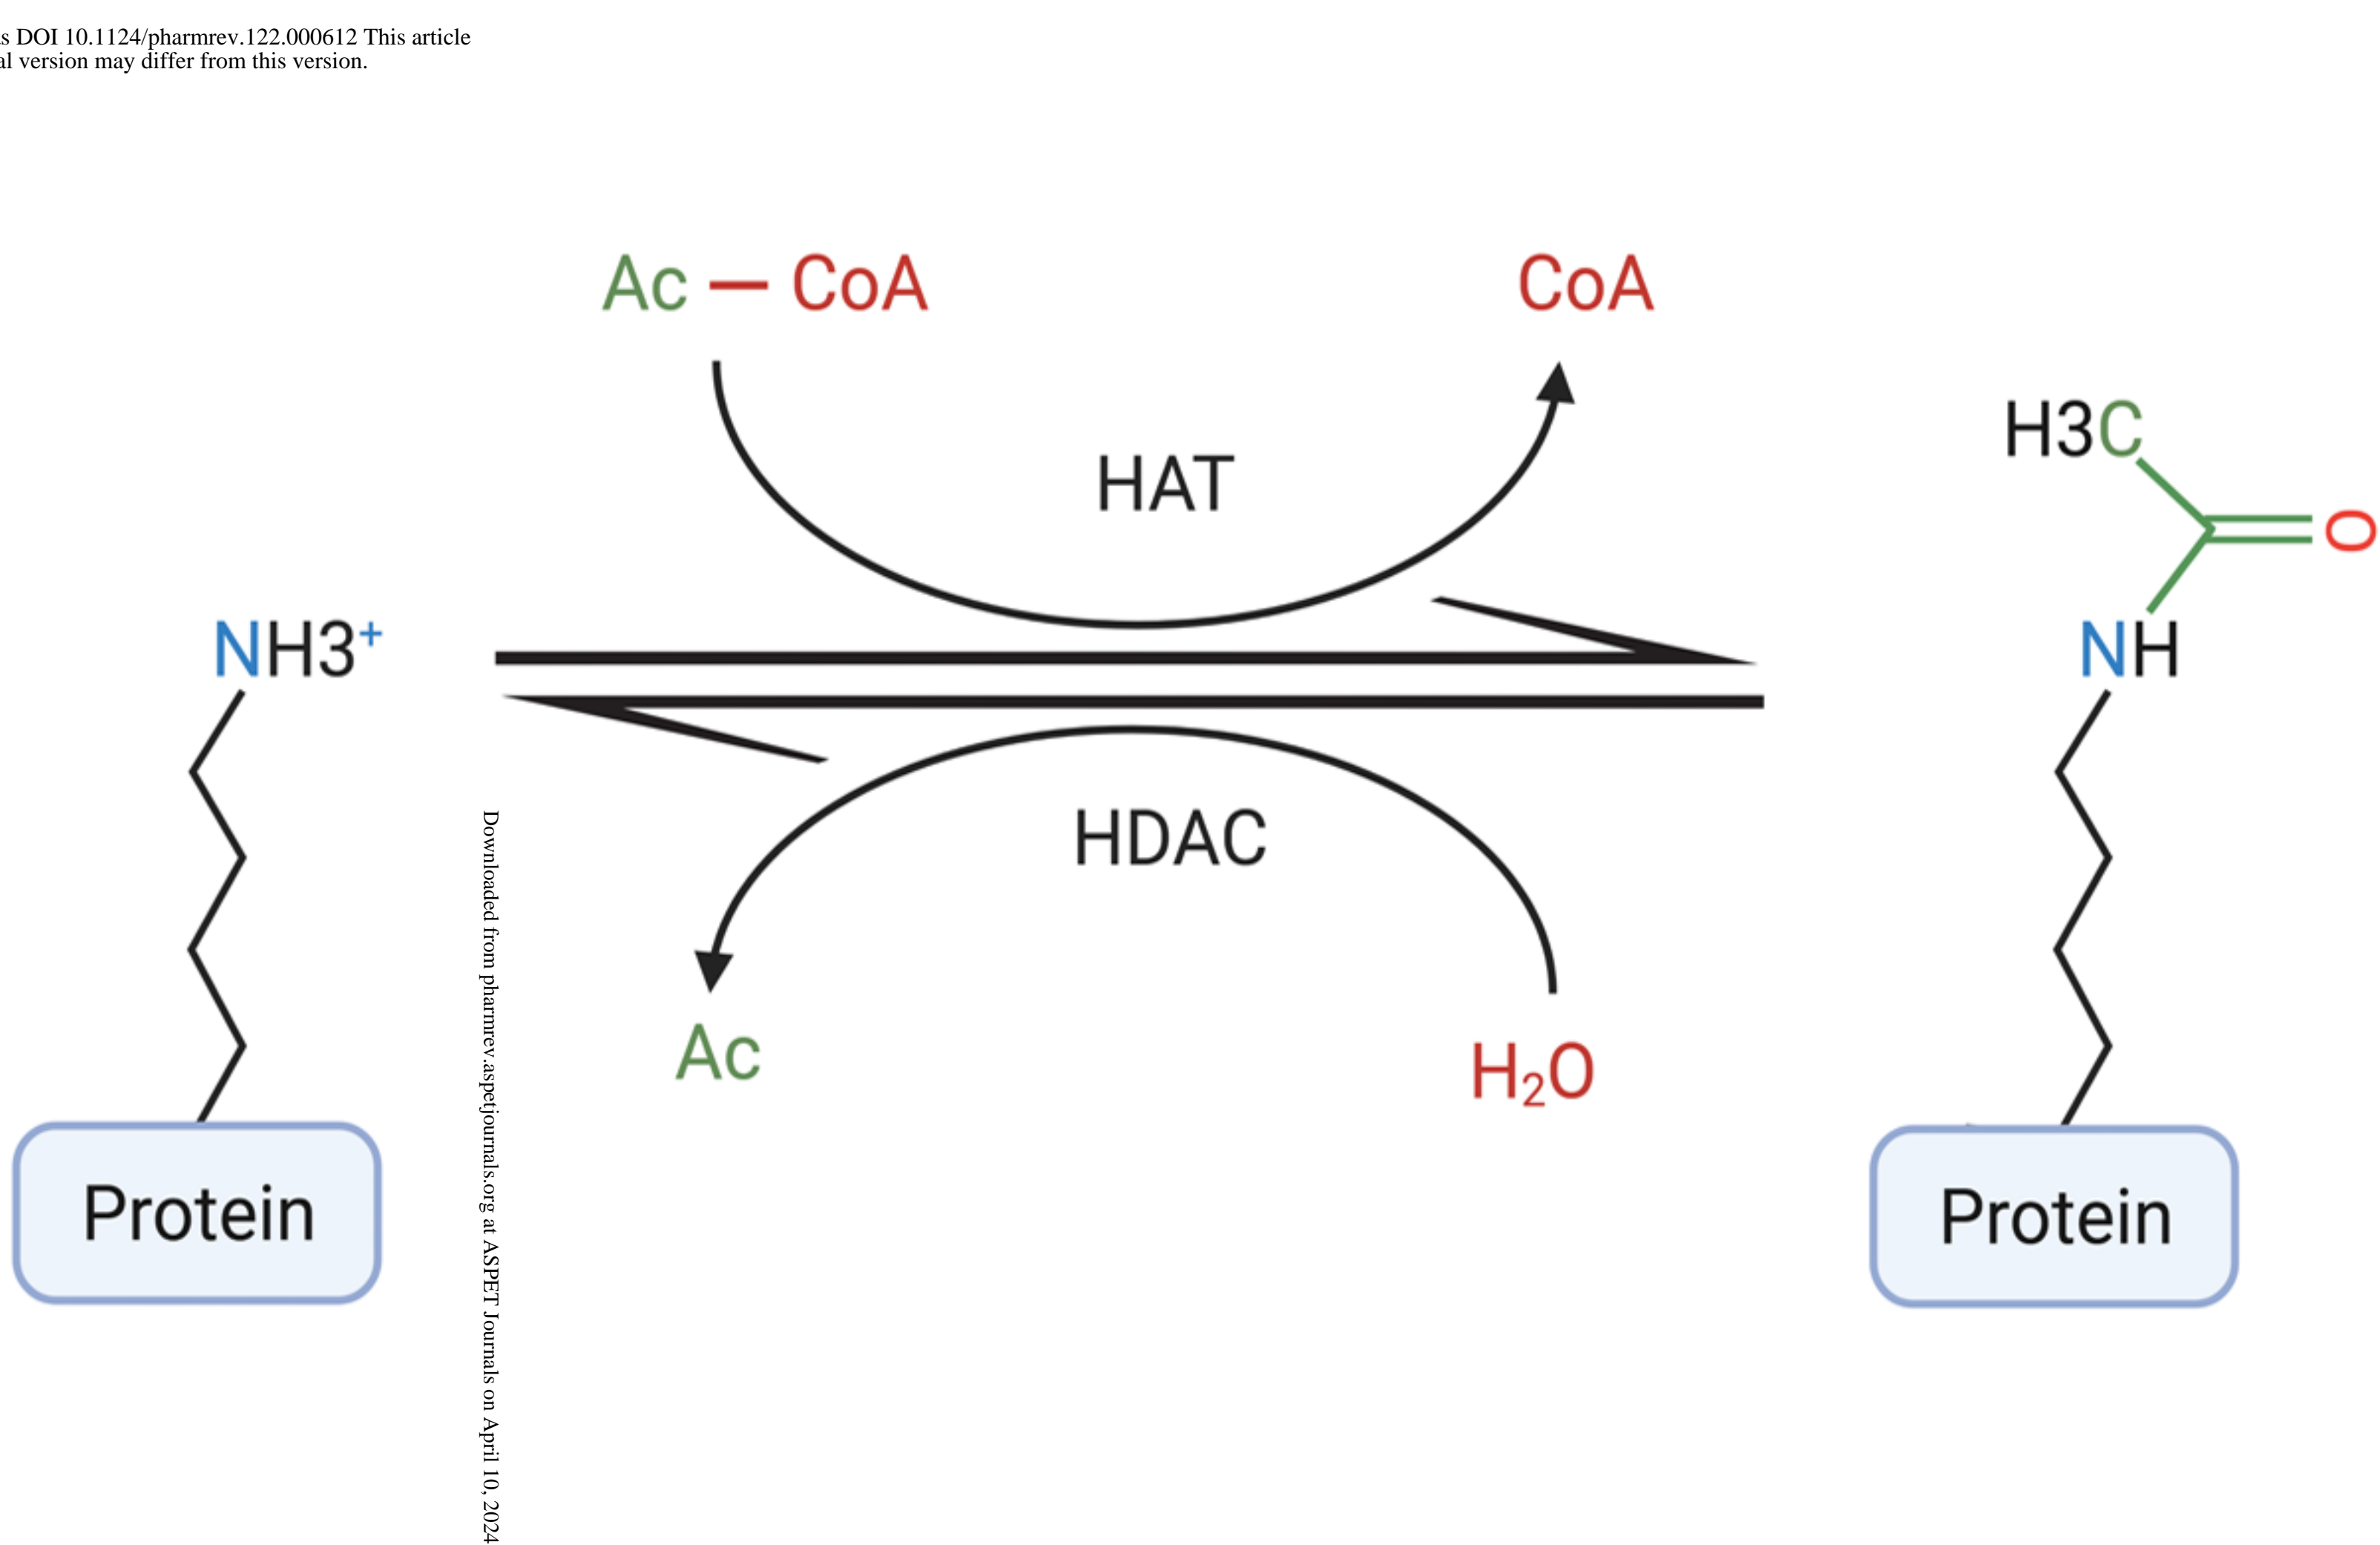 s DOI 10.1124/pharmrev.122.000612 This article
al version may differ from this version.
Ac — CoA
CoA
HAT
H3C
O
NH3⁺
NH
HDAC
Ac
H₂O
Protein
Protein
Downloaded from pharmrev.aspetjournals.org at ASPET Journals on April 10, 2024